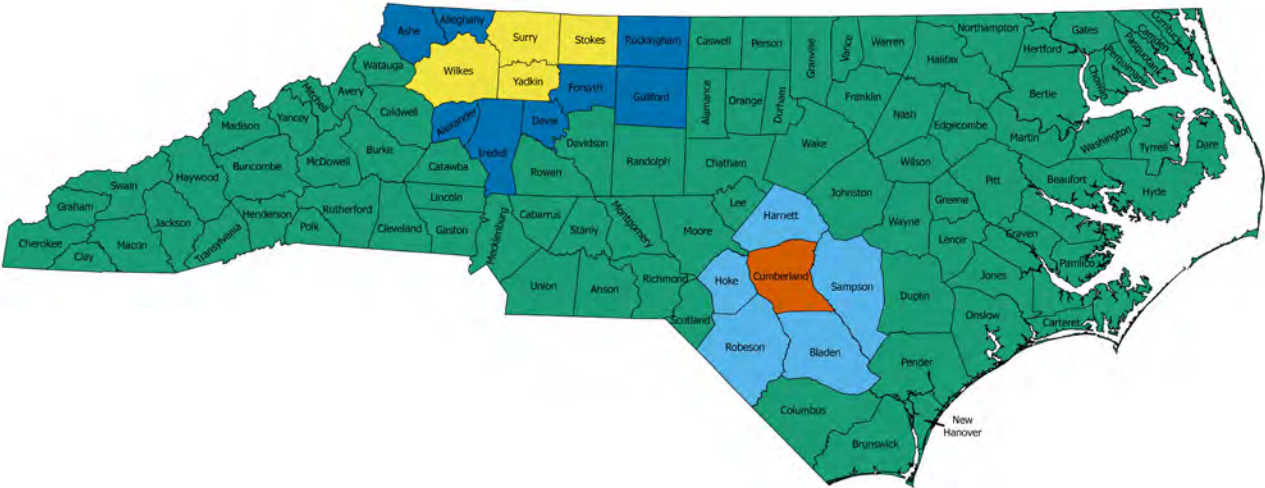 Ashe
Alleghany
Surry
Stokes
Rockingham
Caswell
Person
Granville
Vance
Warren
Northampton
Gates
Currituck
Camden
Pasquotank
Perquimans
Chowan
Hertford
Halifax
Bertie
Watauga
Wilkes
Yadkin
Forsyth
Guilford
Alamance
Orange
Durham
Franklin
Nash
Edgecombe
Martin
Washington
Tyrrell
Dare
Mitchell
Avery
Caldwell
Alexander
Iredell
Davie
Davidson
Randolph
Chatham
Wake
Wilson
Pitt
Beaufort
Hyde
Madison
Yancey
McDowell
Burke
Catawba
Rowan
Johnston
Greene
Swain
Haywood
Buncombe
Lincoln
Lee
Harnett
Wayne
Lenoir
Craven
Pamlico
Graham
Jackson
Transylvania
Henderson
Polk
Rutherford
Cleveland
Gaston
Mecklenburg
Cabarrus
Stanly
Montgomery
Moore
Cherokee
Clay
Macon
Union
Anson
Richmond
Scotland
Hoke
Cumberland
Sampson
Duplin
Jones
Onslow
Carteret
Robeson
Bladen
Pender
Columbus
Brunswick
New
Hanover